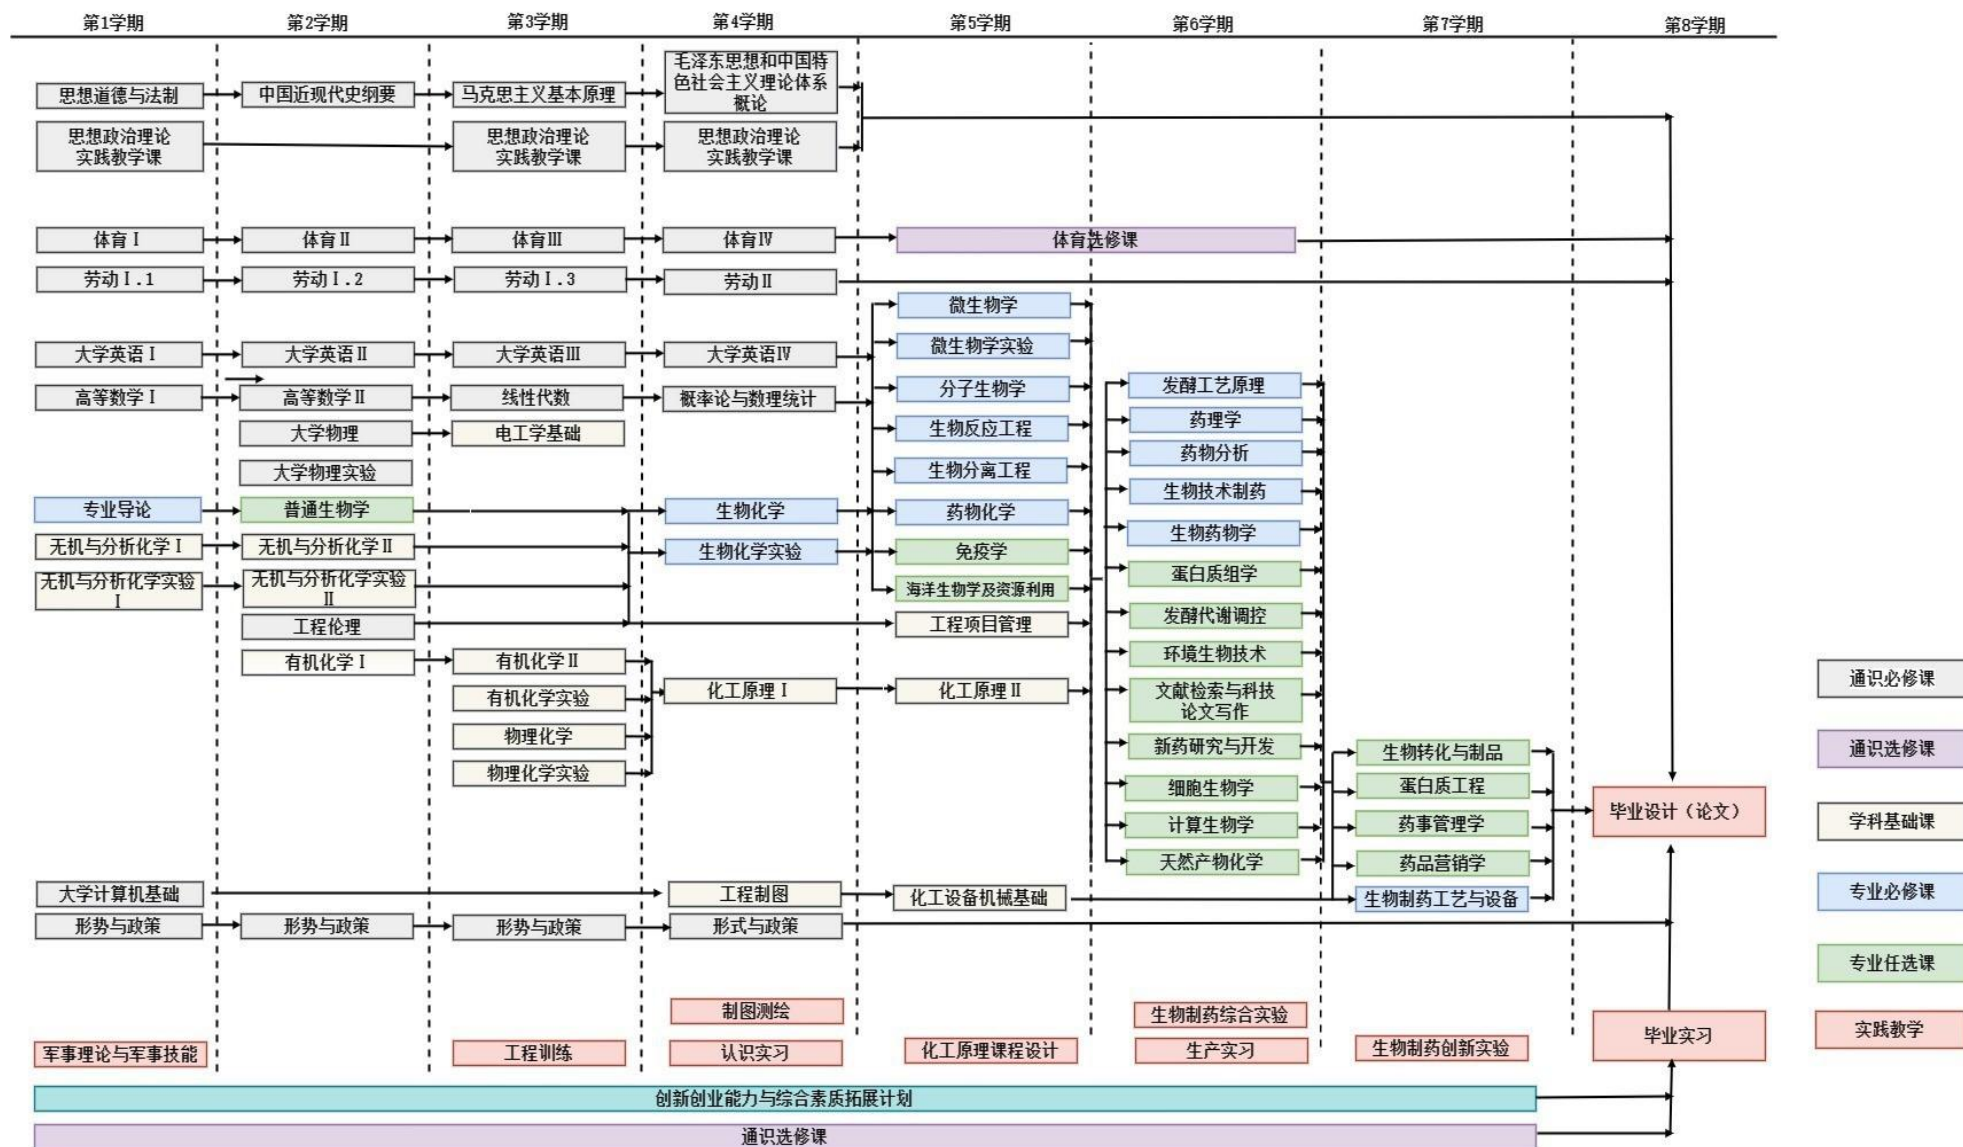 第1学期
第2学期
第3学期
第4学期
第5学期
第6学期
第7学期
第8学期
思想道德与法制
中国近现代史纲要
马克思主义基本原理
毛泽东思想和中国特
色社会主义理论体系
概论
思想政治理论
实践教学课
思想政治理论
实践教学课
思想政治理论
实践教学课
体育Ⅰ
体育Ⅱ
体育Ⅲ
体育Ⅳ
体育选修课
劳动Ⅰ.1
劳动Ⅰ.2
劳动Ⅰ.3
劳动Ⅱ
大学英语Ⅰ
大学英语Ⅱ
大学英语Ⅲ
大学英语Ⅳ
高等数学Ⅰ
高等数学Ⅱ
线性代数
概率论与数理统计
大学物理
电工学基础
大学物理实验
专业导论
普通生物学
生物化学
无机与分析化学Ⅰ
无机与分析化学Ⅱ
生物化学实验
无机与分析化学实验
Ⅰ
无机与分析化学实验
Ⅱ
工程伦理
有机化学Ⅰ
有机化学Ⅱ
有机化学实验
物理化学
物理化学实验
化工原理Ⅰ
微生物学
微生物学实验
分子生物学
生物反应工程
生物分离工程
药物化学
免疫学
海洋生物学及资源利用
工程项目管理
化工原理Ⅱ
发酵工艺原理
药理学
药物分析
生物技术制药
生物药物学
蛋白质组学
发酵代谢调控
环境生物技术
文献检索与科技
论文写作
新药研究与开发
细胞生物学
计算生物学
天然产物化学
生物转化与制品
蛋白质工程
药事管理学
药品营销学
生物制药工艺与设备
毕业设计（论文）
大学计算机基础
工程制图
化工设备机械基础
形势与政策
形势与政策
形势与政策
形式与政策
制图测绘
生物制药综合实验
军事理论与军事技能
工程训练
认识实习
化工原理课程设计
生产实习
生物制药创新实验
毕业实习
创新创业能力与综合素质拓展计划
通识选修课
通识必修课
通识选修课
学科基础课
专业必修课
专业任选课
实践教学